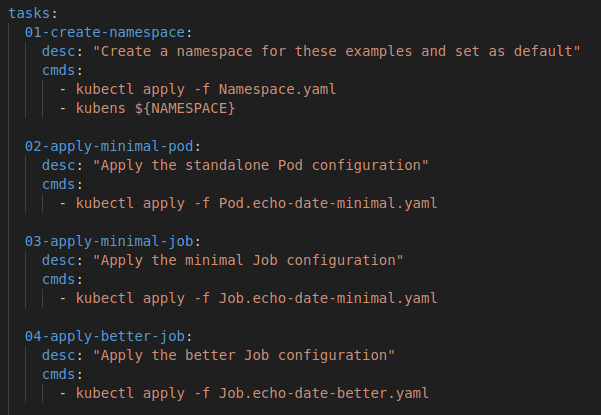 tasks:
  01-create-namespace:
    desc: "Create a namespace for these examples and set as default"
    cmds:
      - kubectl apply -f Namespace.yaml
      - kubens ${NAMESPACE}

  02-apply-minimal-pod:
    desc: "Apply the standalone Pod configuration"
    cmds:
      - kubectl apply -f Pod.echo-date-minimal.yaml

  03-apply-minimal-job:
    desc: "Apply the minimal Job configuration"
    cmds:
      - kubectl apply -f Job.echo-date-minimal.yaml

  04-apply-better-job:
    desc: "Apply the better Job configuration"
    cmds:
      - kubectl apply -f Job.echo-date-better.yaml